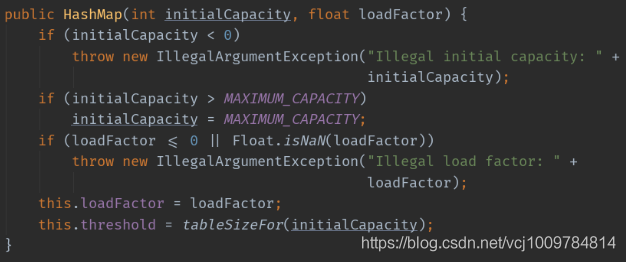 public HashMap(int initialCapacity, float loadFactor) {
    if (initialCapacity < 0)
        throw new IllegalArgumentException("Illegal initial capacity: " +
                                           initialCapacity);
    if (initialCapacity > MAXIMUM_CAPACITY)
        initialCapacity = MAXIMUM_CAPACITY;
    if (loadFactor <= 0 || Float.isNaN(loadFactor))
        throw new IllegalArgumentException("Illegal load factor: " +
                                           loadFactor);
    this.loadFactor = loadFactor;
    this.threshold = tableSizeFor(initialCapacity);
}
https://blog.csdn.net/vcj1009784814